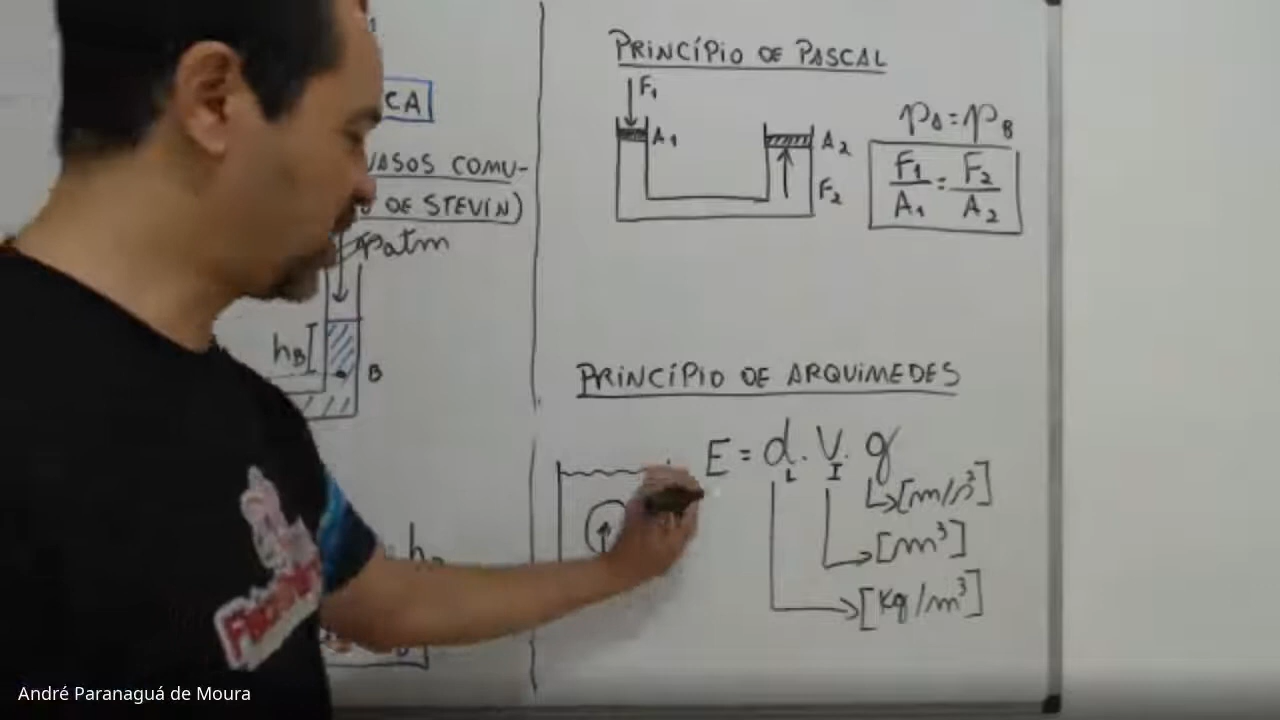 CA
VASOS COMU-
DE STEVIN)
patm
hB
B
PRINCÍPIO DE PASCAL
F1
A1
A2
F2
pA = pB
F1/A1 = F2/A2
PRINCÍPIO DE ARQUIMEDES
E = dL . VI . g
[m/s²]
[m³]
[Kg/m³]
André Paranaguá de Moura